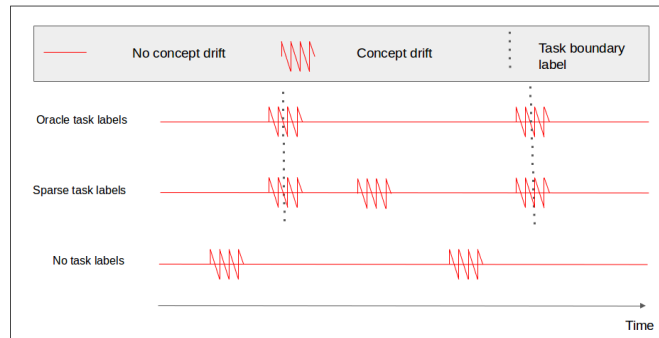 No concept drift
Concept drift
Task boundary
label
Oracle task labels
Sparse task labels
No task labels
Time